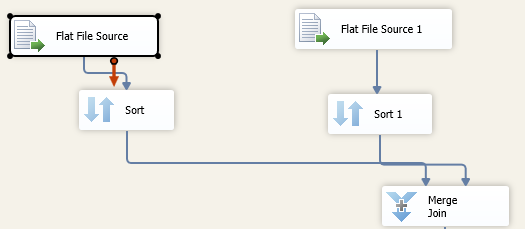 Flat File Source
Flat File Source 1
Sort
Sort 1
Merge
Join